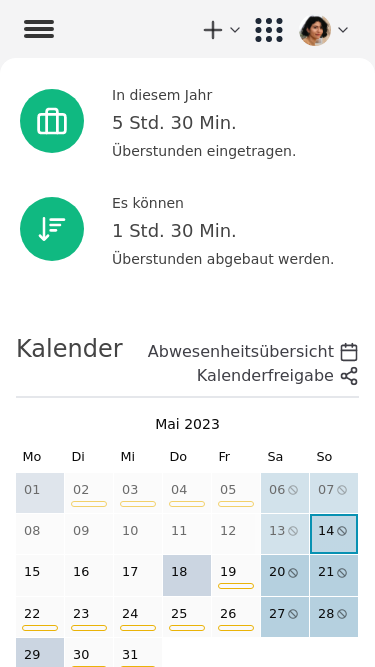 In diesem Jahr
5 Std. 30 Min.
Überstunden eingetragen.
Es können
1 Std. 30 Min.
Überstunden abgebaut werden.
Kalender
Abwesenheitsübersicht
Kalenderfreigabe
Mai 2023
Mo Di Mi Do Fr Sa So
01 02 03 04 05 06 07
08 09 10 11 12 13 14
15 16 17 18 19 20 21
22 23 24 25 26 27 28
29 30 31